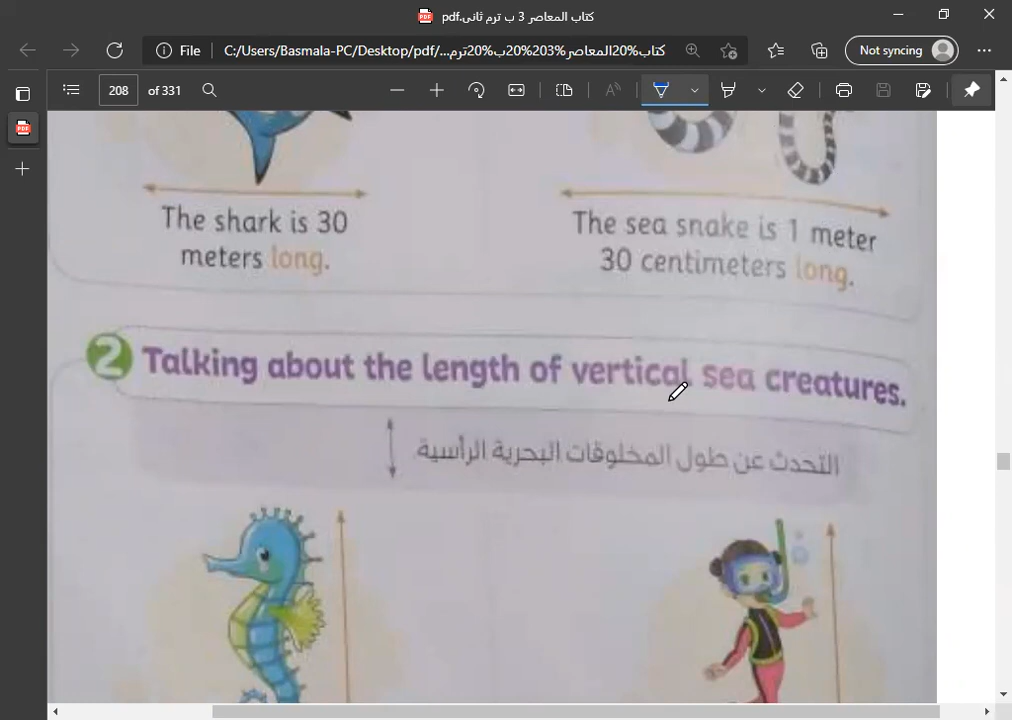 كتاب المعاصر 3 ب ترم ثانى.pdf
File
C:/Users/Basmala-PC/Desktop/pdf/...كتاب%20المعاصر%203%20ب%20ترم
Not syncing
208 of 331
The shark is 30
meters long.
The sea snake is 1 meter
30 centimeters long.
2 Talking about the length of vertical sea creatures.
التحدث عن طول المخلوقات البحرية الرأسية